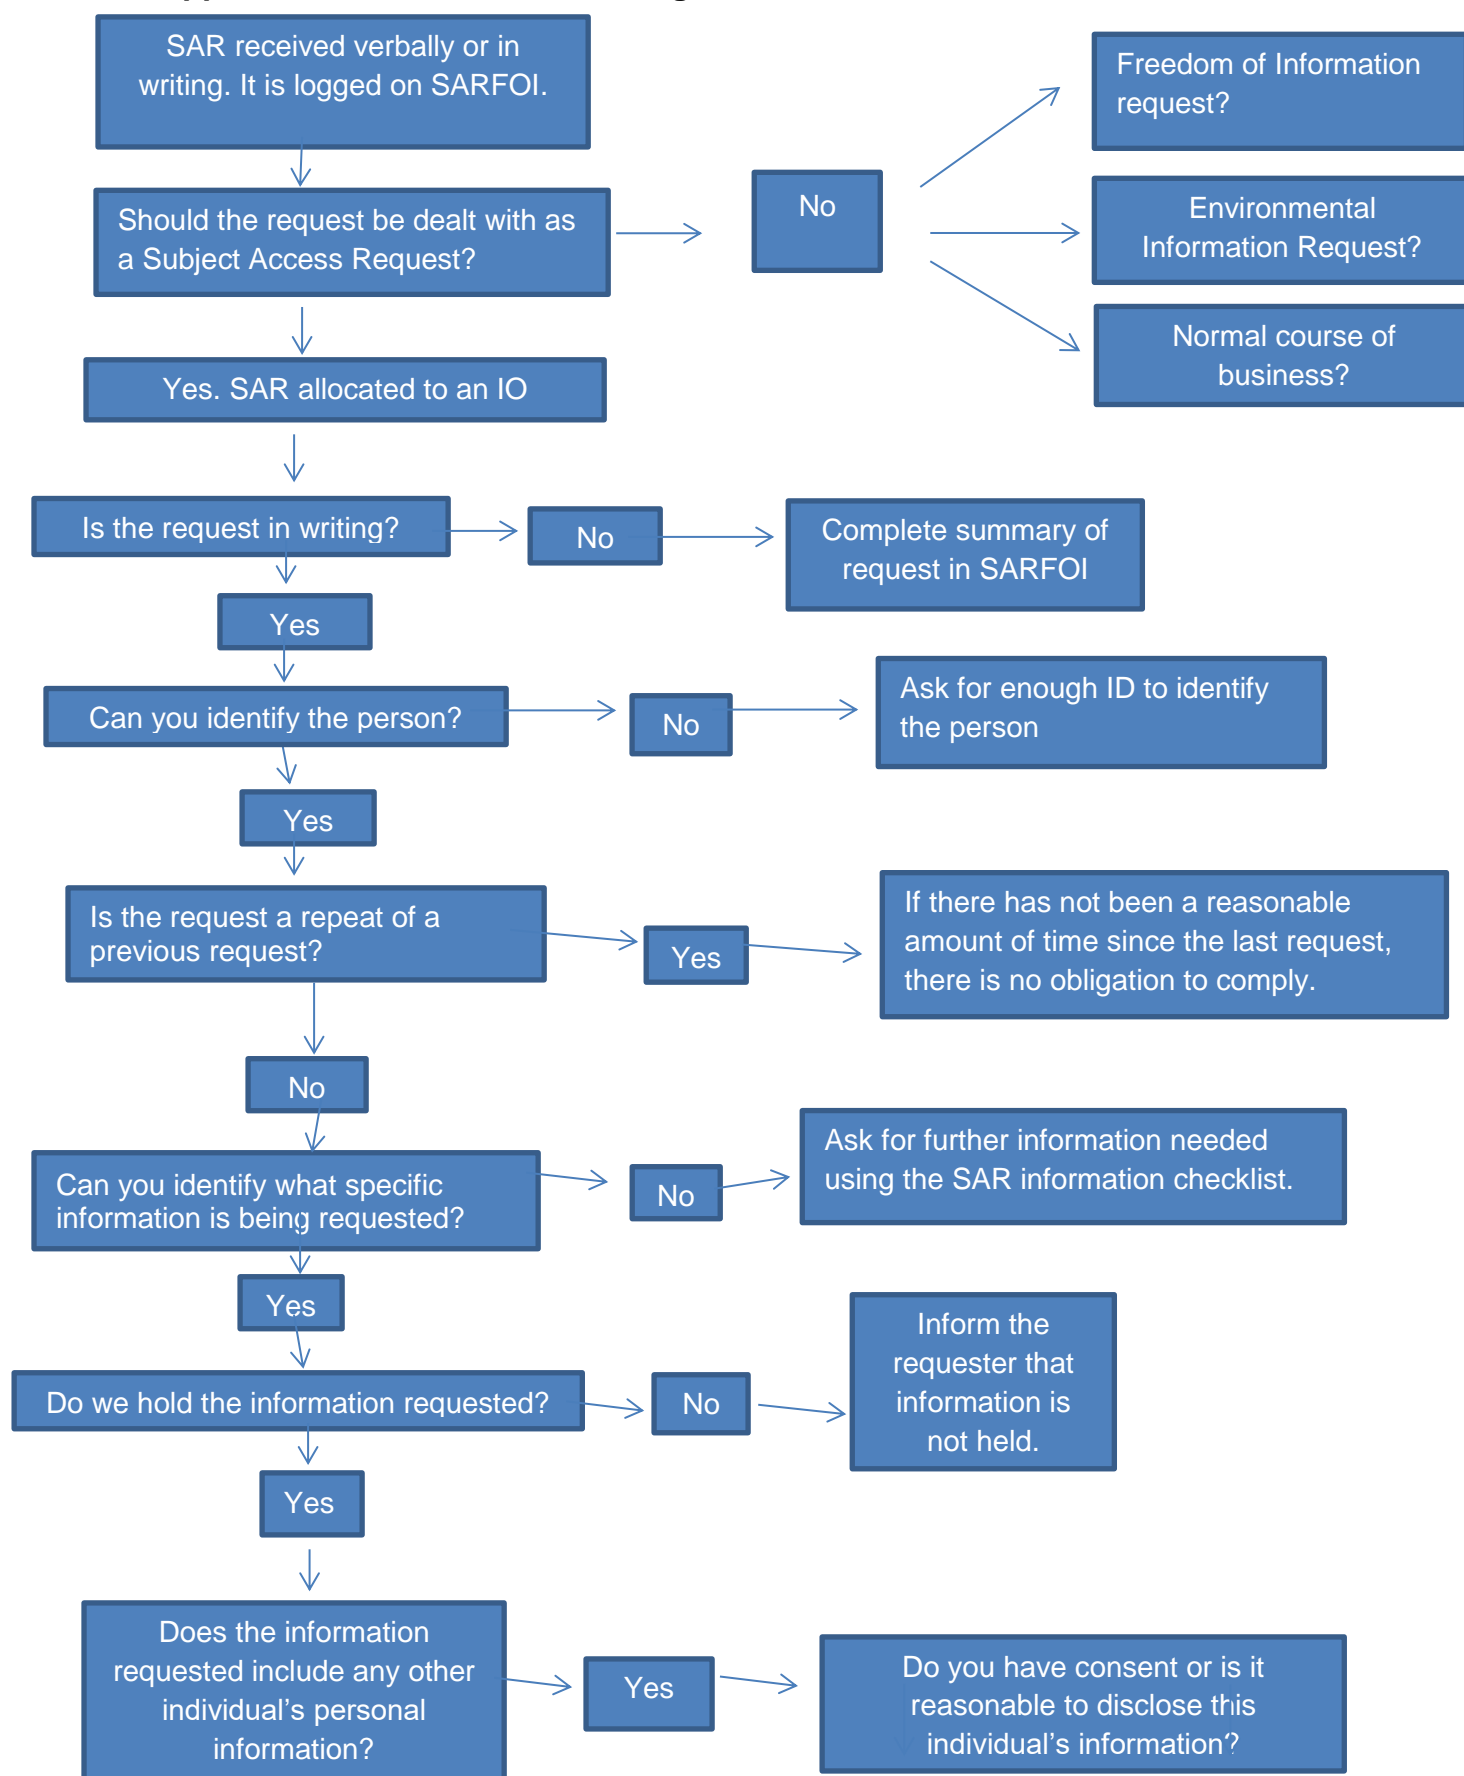 SAR received verbally or in
writing. It is logged on SARFOI.
Freedom of Information
request?
Should the request be dealt with as
a Subject Access Request?
No
Environmental
Information Request?
Normal course of
business?
Yes. SAR allocated to an IO
Is the request in writing?
No
Complete summary of
request in SARFOI
Yes
Can you identify the person?
No
Ask for enough ID to identify
the person
Yes
Is the request a repeat of a
previous request?
Yes
If there has not been a reasonable
amount of time since the last request,
there is no obligation to comply.
No
Can you identify what specific
information is being requested?
No
Ask for further information needed
using the SAR information checklist.
Yes
Do we hold the information requested?
No
Inform the
requester that
information is
not held.
Yes
Does the information
requested include any other
individual's personal
information?
Yes
Do you have consent or is it
reasonable to disclose this
individual's information?